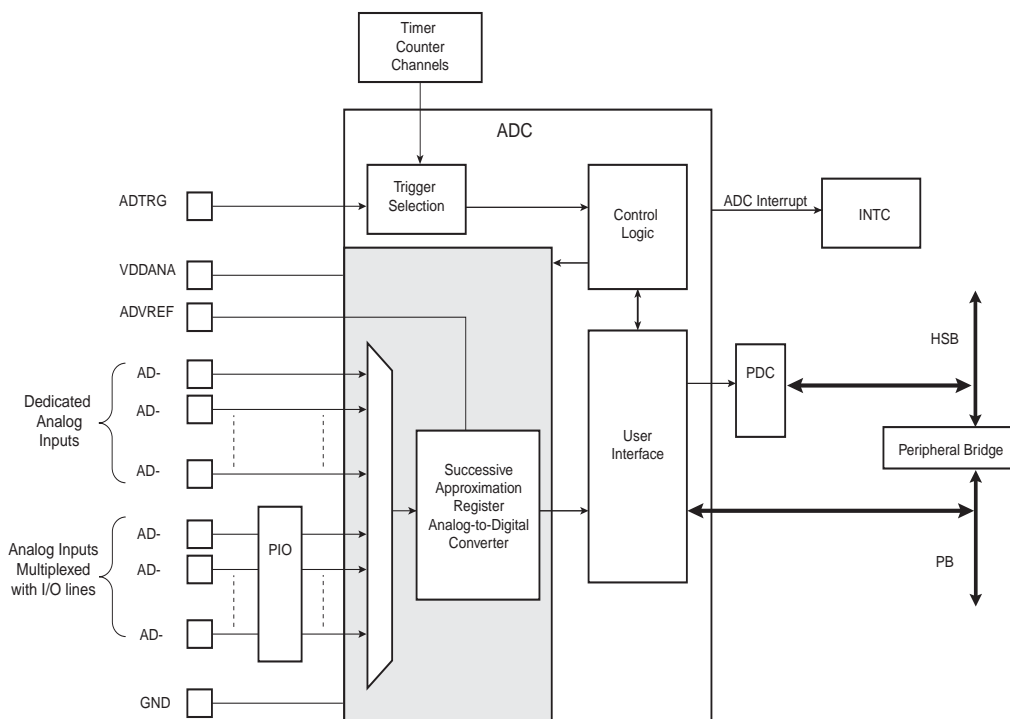 Timer
Counter
Channels
ADC
ADTRG
Trigger
Selection
Control
Logic
ADC Interrupt
INTC
VDDANA
ADVREF
HSB
PDC
AD-
AD-
AD-
Dedicated
Analog
Inputs
User
Interface
Peripheral Bridge
Successive
Approximation
Register
Analog-to-Digital
Converter
AD-
AD-
AD-
Analog Inputs
Multiplexed
with I/O lines
PIO
PB
GND